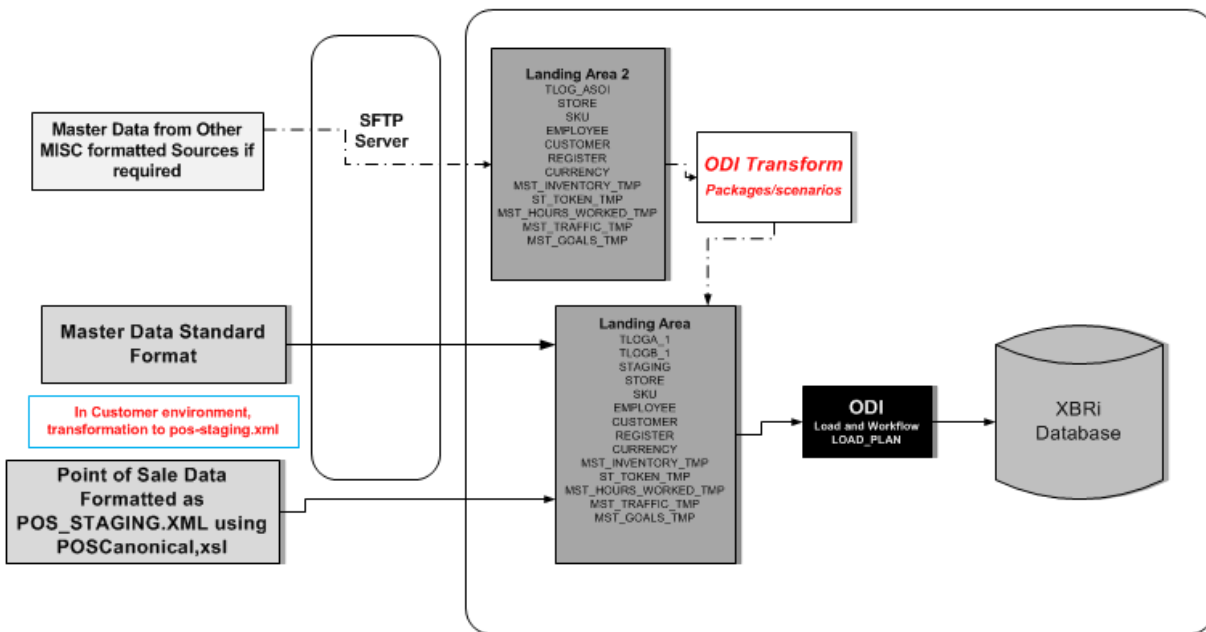 Master Data from Other
MISC formatted Sources if
required
SFTP
Server
Landing Area 2
TLOG_ASOI
STORE
SKU
EMPLOYEE
CUSTOMER
REGISTER
CURRENCY
MST_INVENTORY_TMP
ST_TOKEN_TMP
MST_HOURS_WORKED_TMP
MST_TRAFFIC_TMP
MST_GOALS_TMP
ODI Transform
Packages/scenarios
Master Data Standard
Format
In Customer environment,
transformation to pos-staging.xml
Point of Sale Data
Formatted as
POS_STAGING.XML using
POSCanonical,xsl
Landing Area
TLOGA_1
TLOGB_1
STAGING
STORE
SKU
EMPLOYEE
CUSTOMER
REGISTER
CURRENCY
MST_INVENTORY_TMP
ST_TOKEN_TMP
MST_HOURS_WORKED_TMP
MST_TRAFFIC_TMP
MST_GOALS_TMP
ODI
Load and Workflow
LOAD_PLAN
XBRi
Database